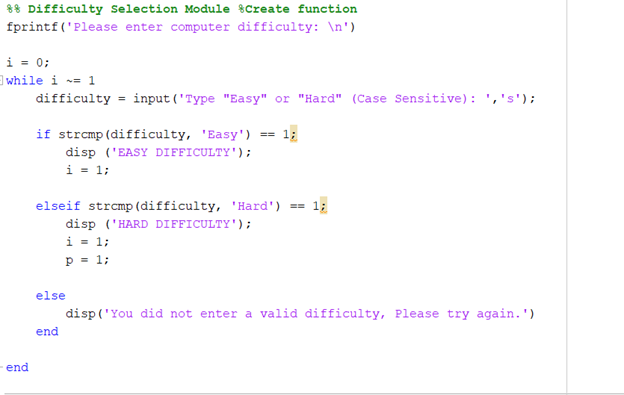 %% Difficulty Selection Module %Create function
fprintf('Please enter computer difficulty: \n')
i = 0;
while i ~= 1
difficulty = input('Type "Easy" or "Hard" (Case Sensitive): ','s');
if strcmp(difficulty, 'Easy') == 1;
disp ('EASY DIFFICULTY');
i = 1;
elseif strcmp(difficulty, 'Hard') == 1;
disp ('HARD DIFFICULTY');
i = 1;
p = 1;
else
disp('You did not enter a valid difficulty, Please try again.')
end
end